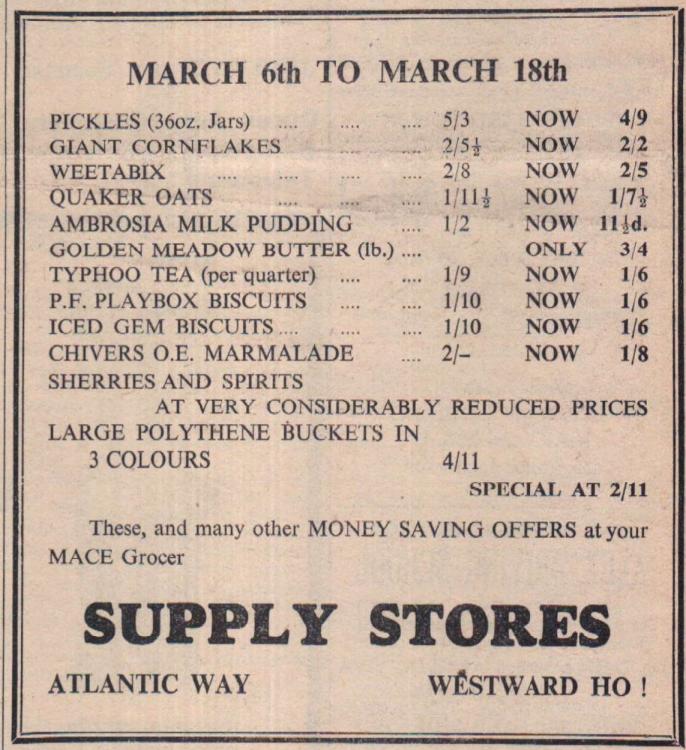 MARCH 6th TO MARCH 18th
PICKLES (36oz. Jars) .... .... .... 5/3 NOW 4/9
GIANT CORNFLAKES .... .... 2/5½ NOW 2/2
WEETABIX .... .... .... .... 2/8 NOW 2/5
QUAKER OATS .... .... .... 1/11½ NOW 1/7½
AMBROSIA MILK PUDDING .... 1/2 NOW 11½d.
GOLDEN MEADOW BUTTER (lb.) .... ONLY 3/4
TYPHOO TEA (per quarter) .... .... 1/9 NOW 1/6
P.F. PLAYBOX BISCUITS .... .... 1/10 NOW 1/6
ICED GEM BISCUITS .... .... .... 1/10 NOW 1/6
CHIVERS O.E. MARMALADE .... 2/– NOW 1/8
SHERRIES AND SPIRITS
AT VERY CONSIDERABLY REDUCED PRICES
LARGE POLYTHENE BUCKETS IN
3 COLOURS 4/11
SPECIAL AT 2/11
These, and many other MONEY SAVING OFFERS at your
MACE Grocer
SUPPLY STORES
ATLANTIC WAY WESTWARD HO !